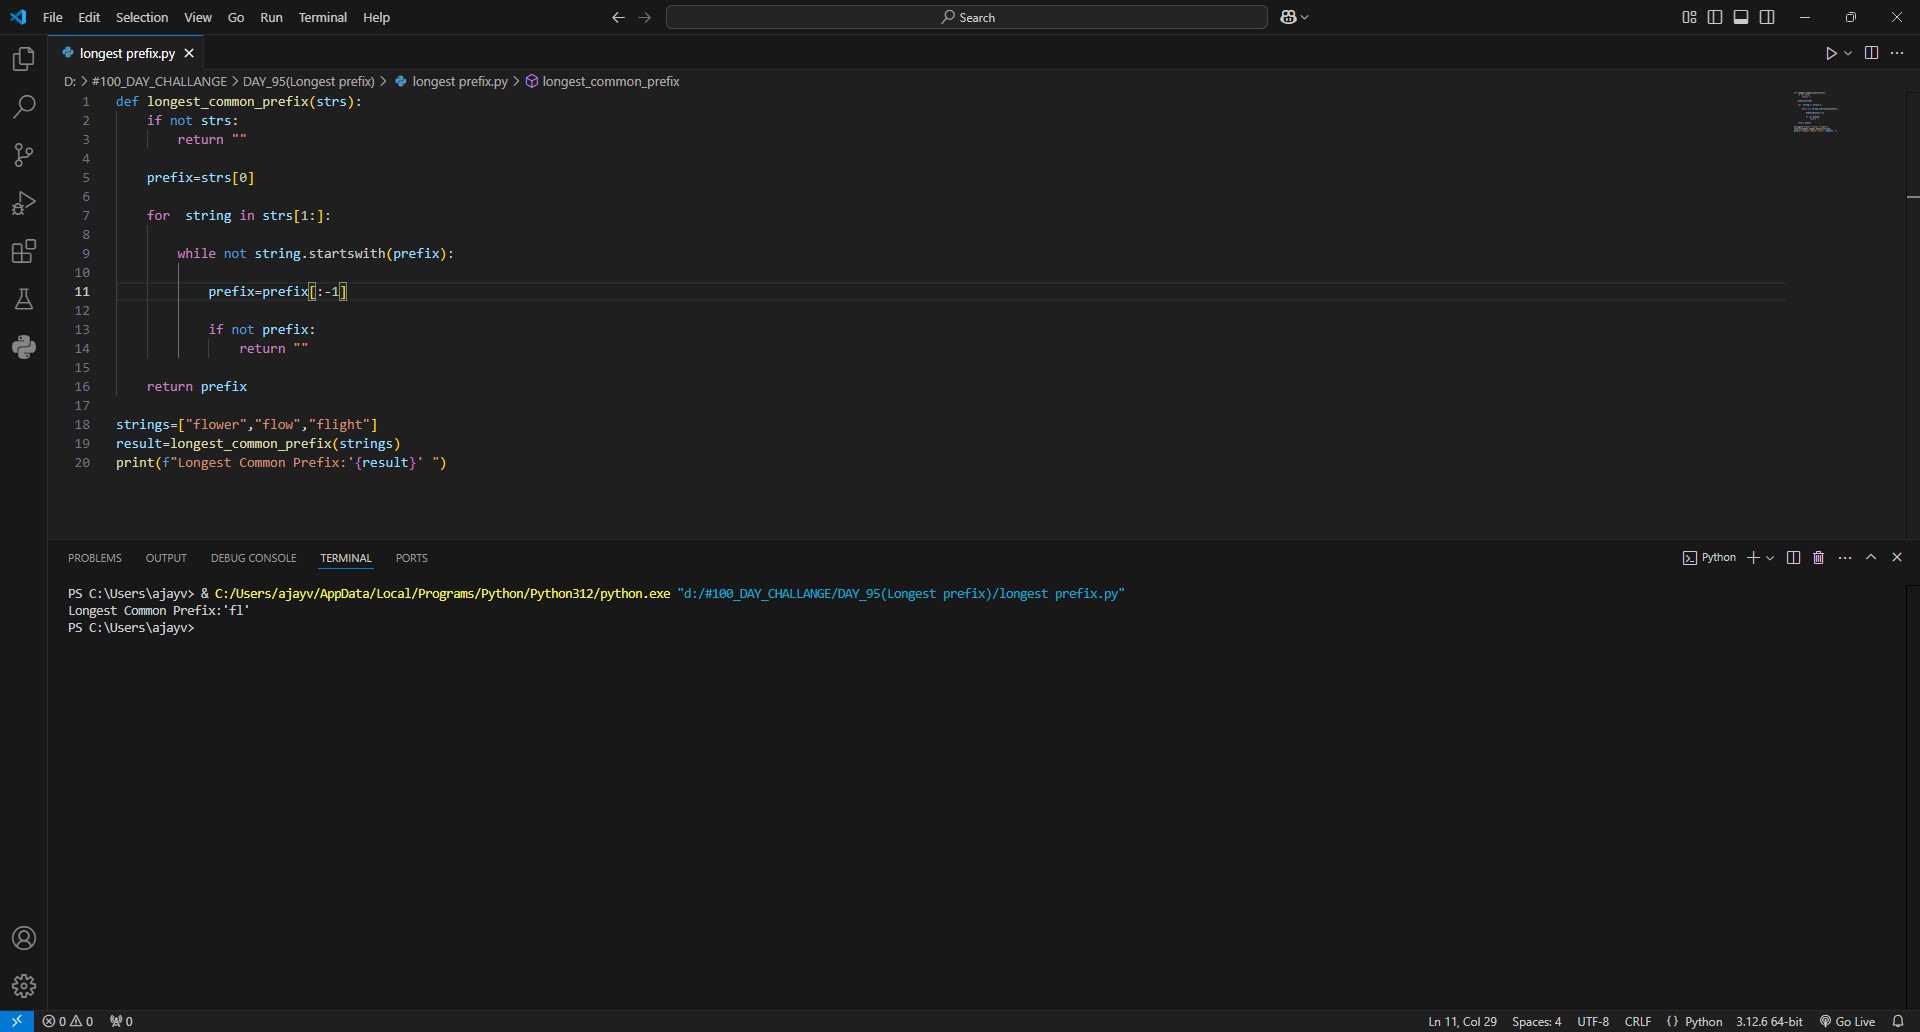 File Edit Selection View Go Run Terminal Help Search
longest prefix.py
D: > #100_DAY_CHALLANGE > DAY_95(Longest prefix) > longest prefix.py > longest_common_prefix
1 def longest_common_prefix(strs):
2     if not strs:
3         return ""
4
5     prefix=strs[0]
6
7     for  string in strs[1:]:
8
9         while not string.startswith(prefix):
10
11             prefix=prefix[:-1]
12
13             if not prefix:
14                 return ""
15
16     return prefix
17
18 strings=["flower","flow","flight"]
19 result=longest_common_prefix(strings)
20 print(f"Longest Common Prefix:'{result}' ")
PROBLEMS OUTPUT DEBUG CONSOLE TERMINAL PORTS Python
PS C:\Users\ajayv> & C:/Users/ajayv/AppData/Local/Programs/Python/Python312/python.exe "d:/#100_DAY_CHALLANGE/DAY_95(Longest prefix)/longest prefix.py"
Longest Common Prefix:'fl'
PS C:\Users\ajayv>
0 0 0 Ln 11, Col 29 Spaces: 4 UTF-8 CRLF {} Python 3.12.6 64-bit Go Live